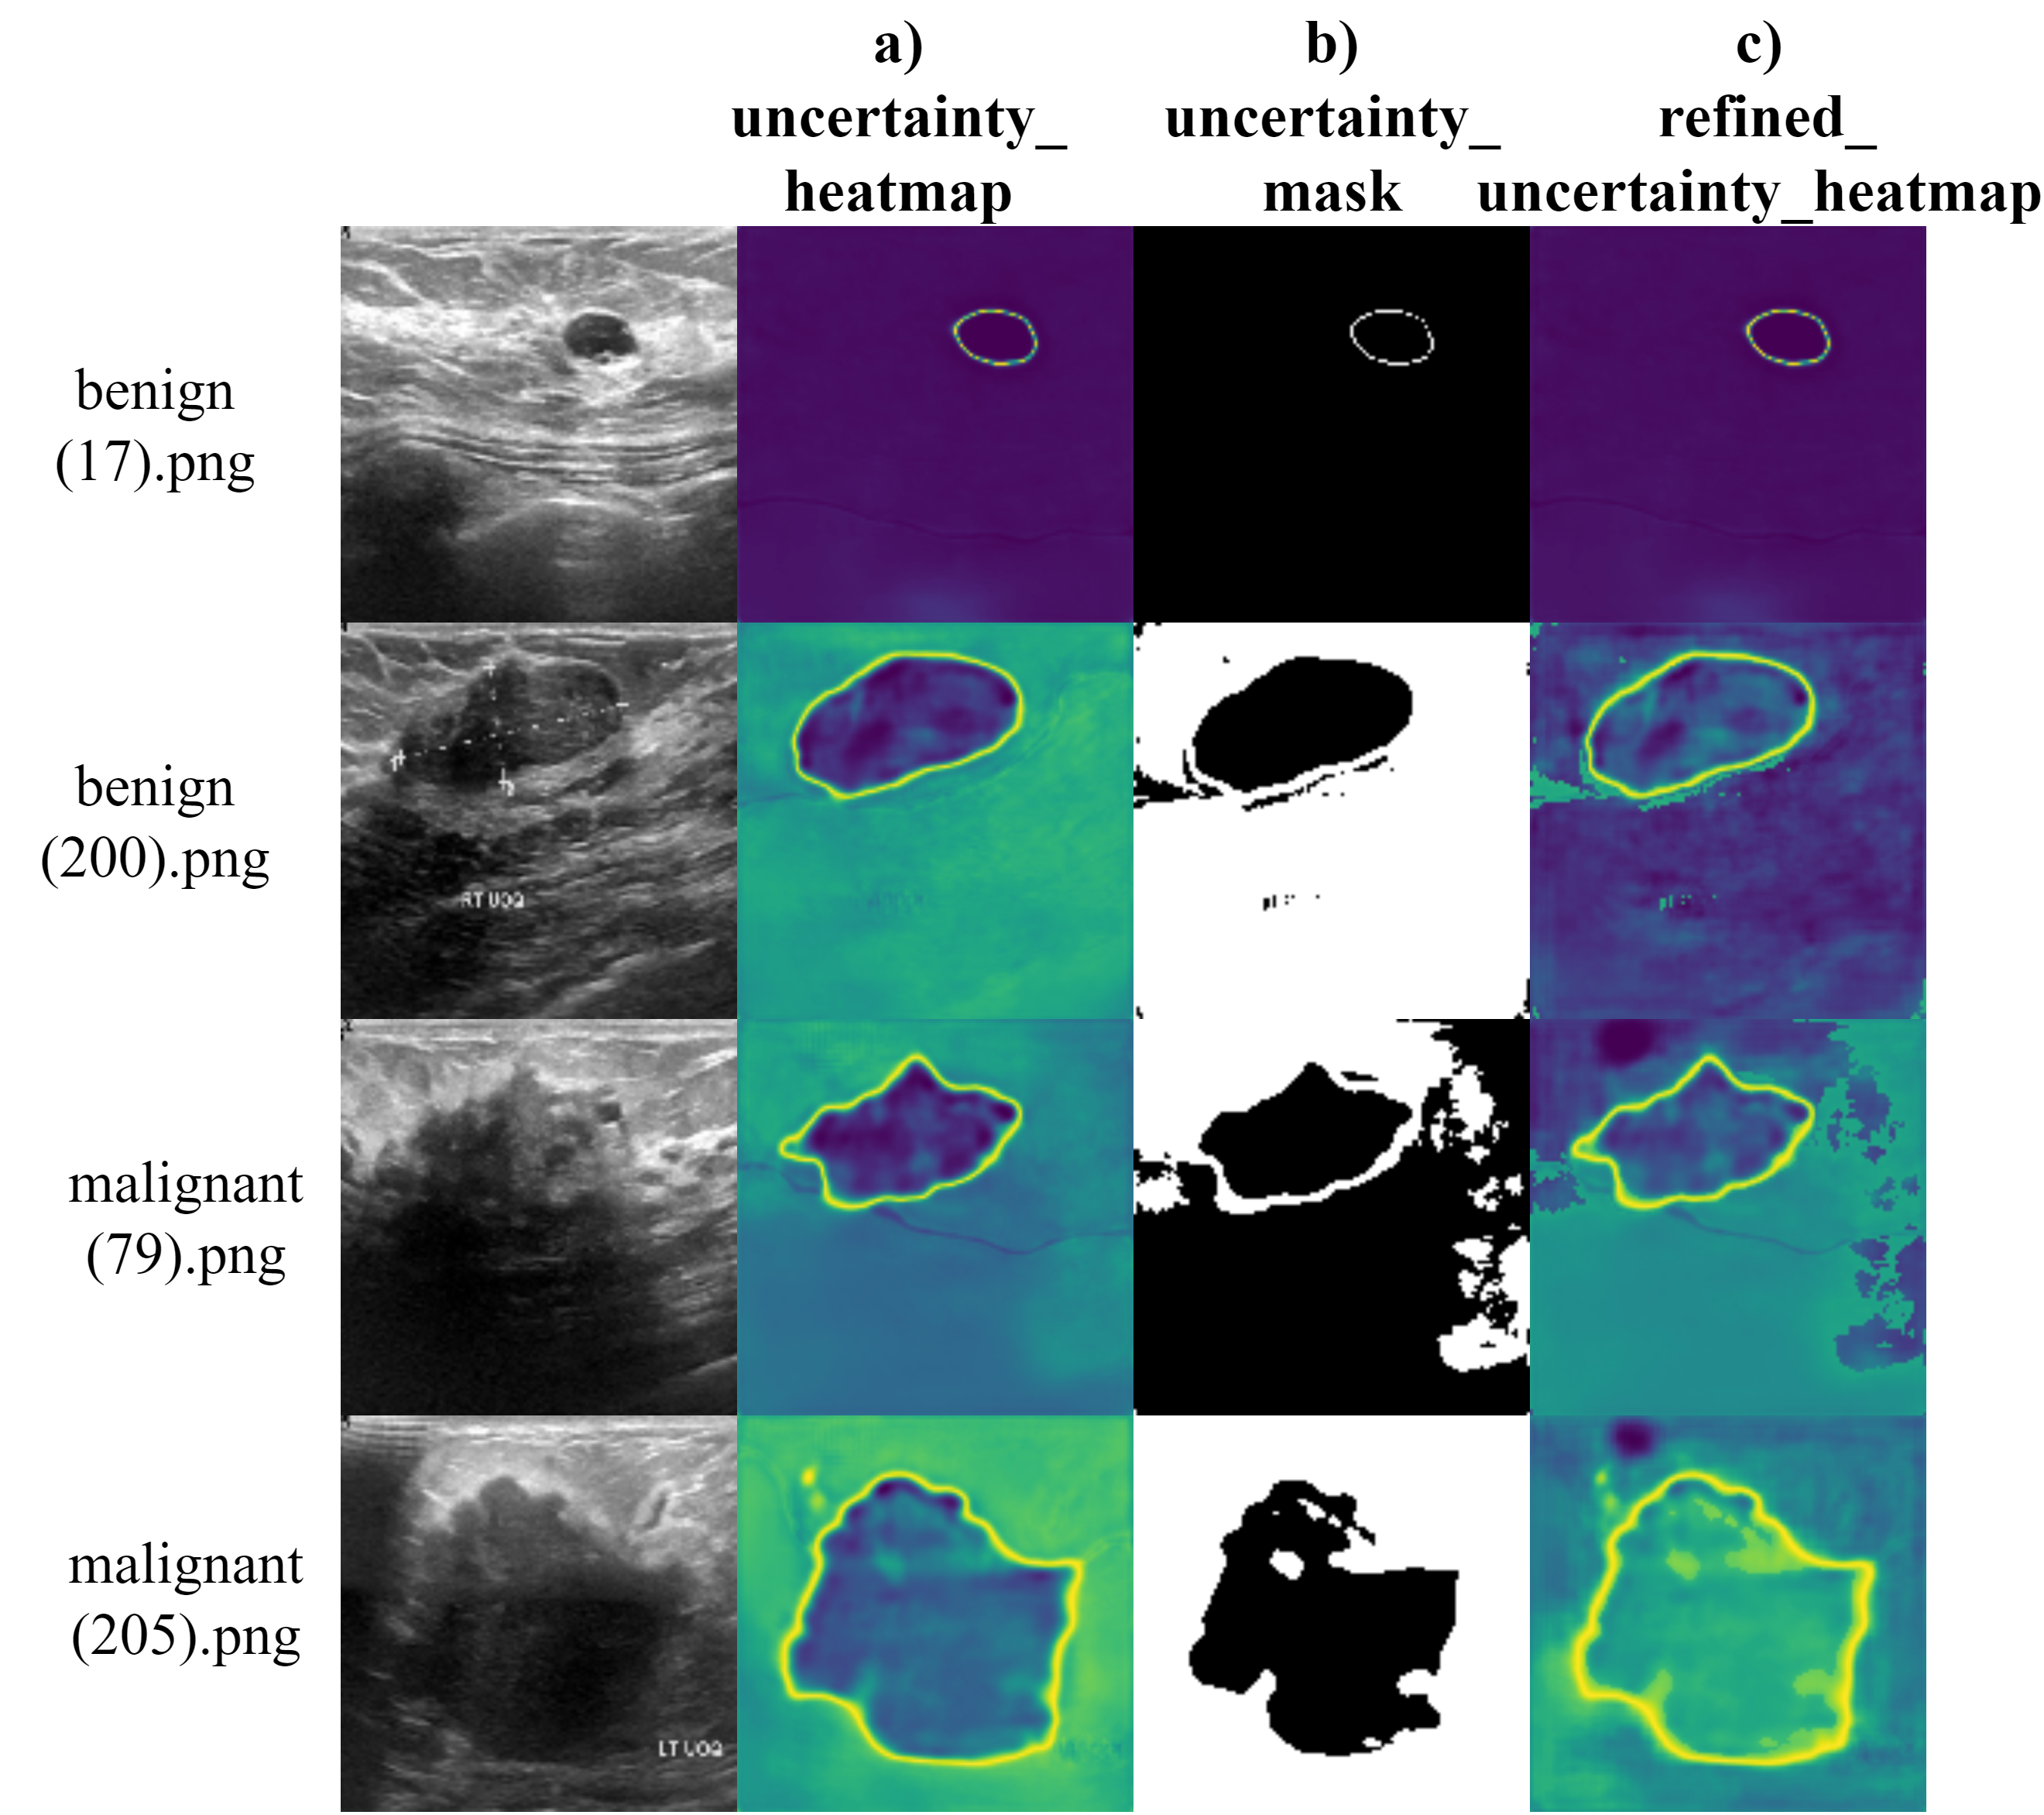 a)
b)
c)
uncertainty_
heatmap
uncertainty_
mask
refined_
uncertainty_heatmap
benign
(17).png
benign
(200).png
RT UOQ
malignant
(79).png
malignant
(205).png
LT UOQ